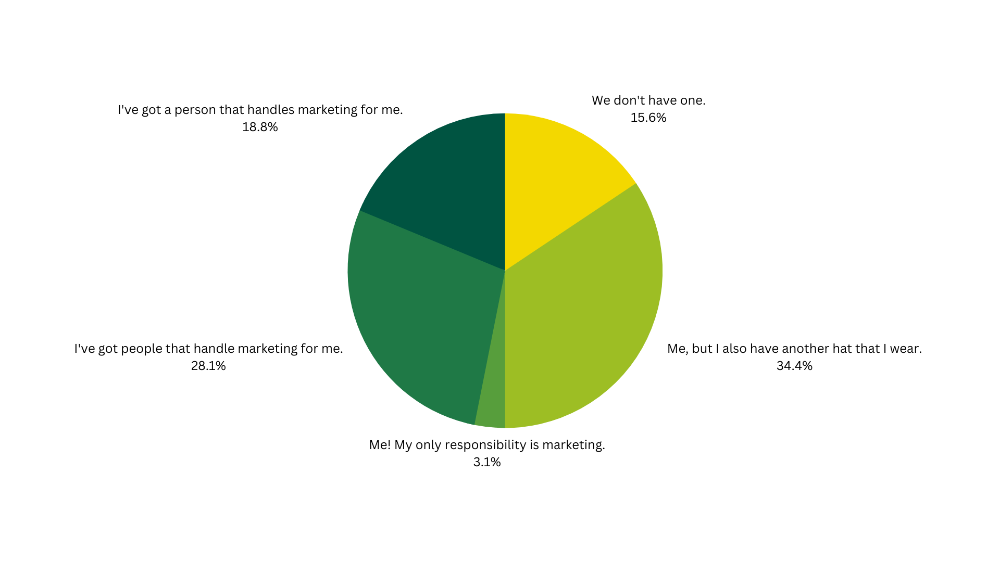 We don't have one.
15.6%
I've got a person that handles marketing for me.
18.8%
I've got people that handle marketing for me.
28.1%
Me, but I also have another hat that I wear.
34.4%
Me! My only responsibility is marketing.
3.1%